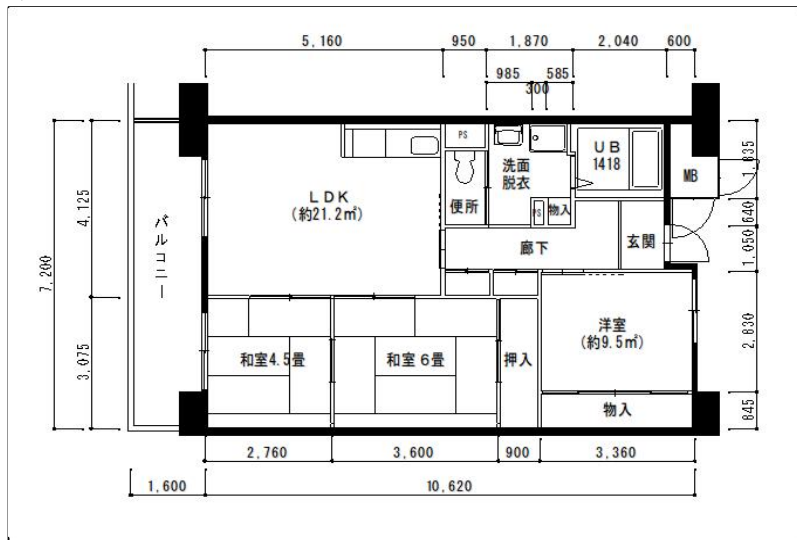 5,160
950
1,870
2,040
600
985
300
585
PS
UB
1418
洗面
脱衣
MB
1,835
LDK
(約21.2㎡)
便所
PS
物入
640
4,125
バルコニー
廊下
玄関
1,050
7,200
洋室
(約9.5㎡)
2,830
和室4.5畳
和室6畳
押入
3,075
物入
845
2,760
3,600
900
3,360
1,600
10,620